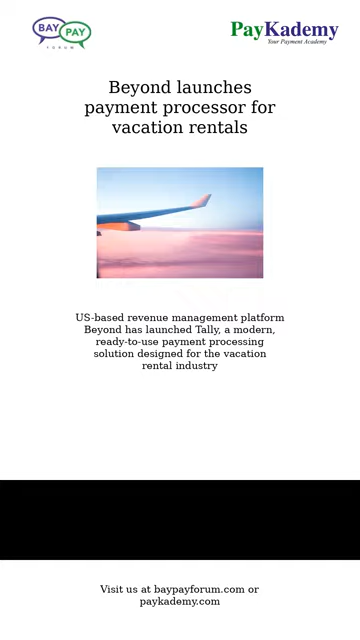 BAY
PAY
FORUM
PayKademy
Your Payment Academy
Beyond launches
payment processor for
vacation rentals
US-based revenue management platform
Beyond has launched Tally, a modern,
ready-to-use payment processing
solution designed for the vacation
rental industry
Visit us at baypayforum.com or
paykademy.com